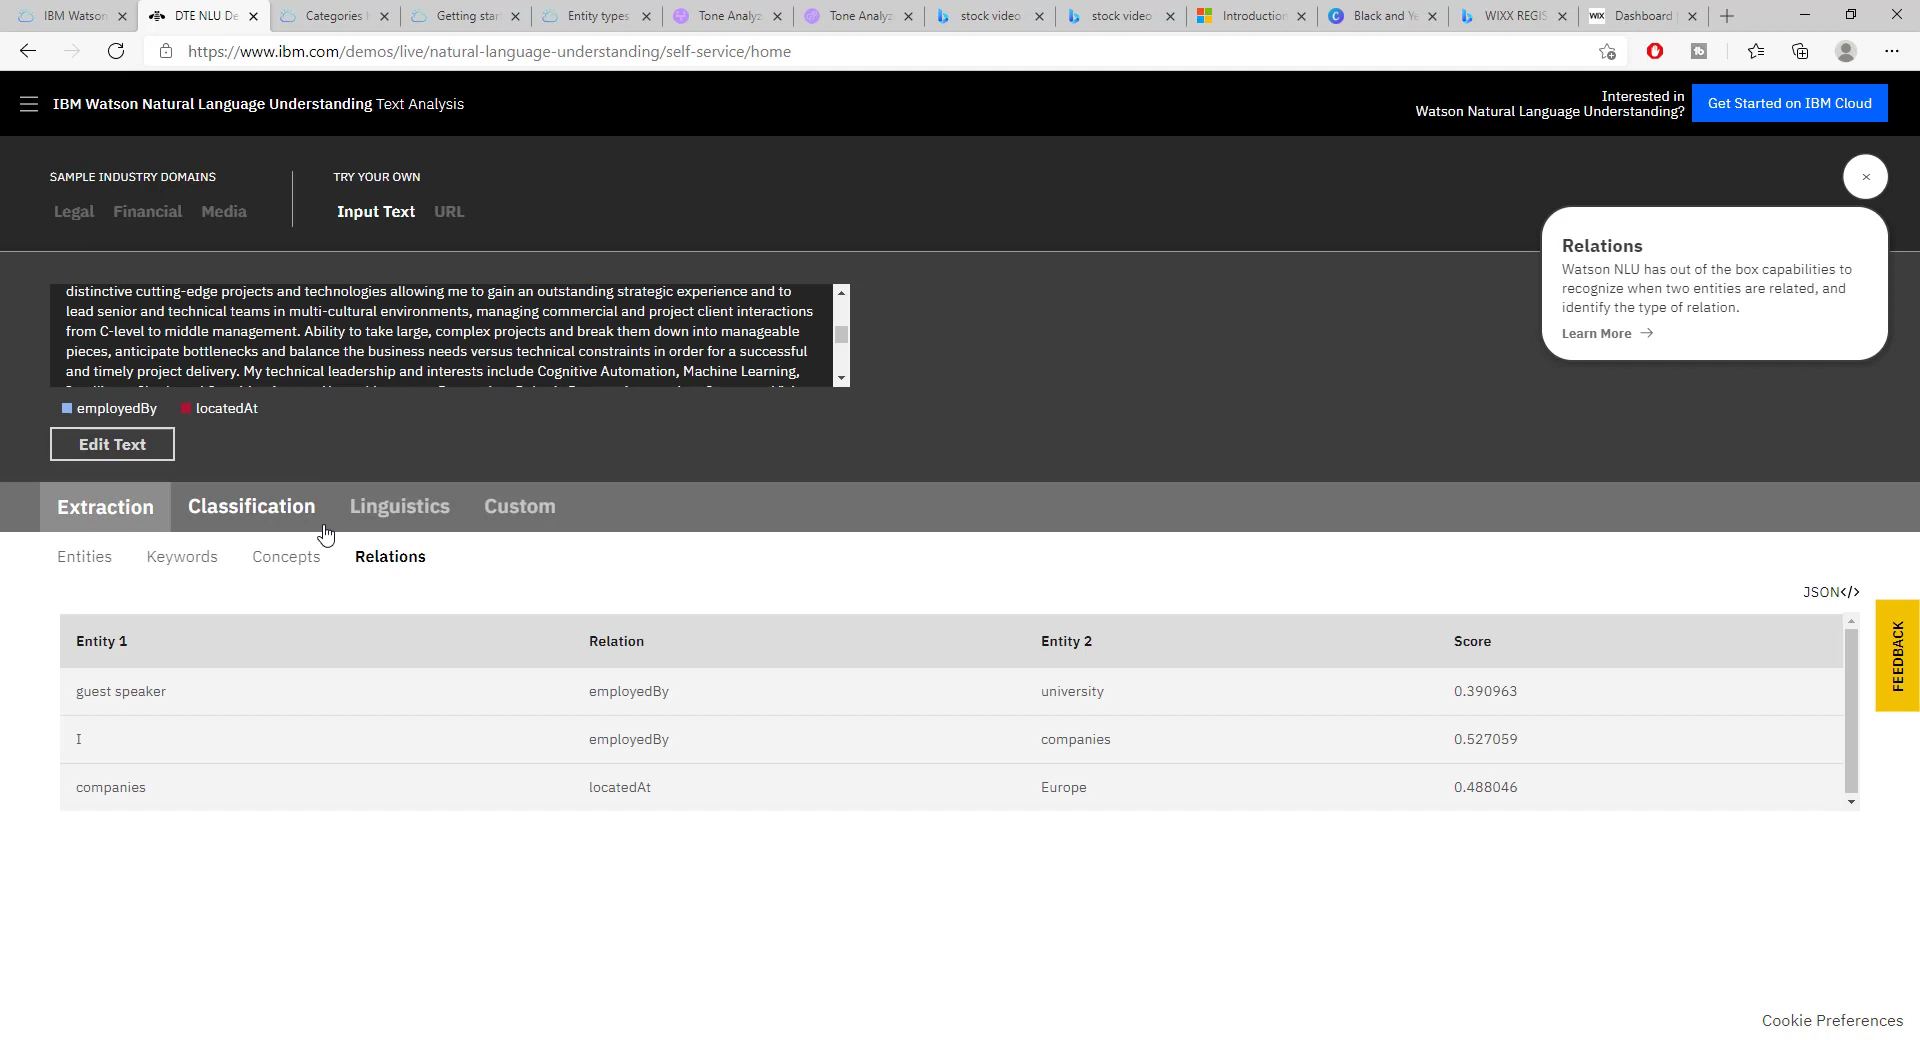 IBM Watson
DTE NLU De
Categories
Getting star
Entity types
Tone Analyz
Tone Analyz
stock video
stock video
Introduction
Black and Ye
WIXX REGIS
WIX
Dashboard
https://www.ibm.com/demos/live/natural-language-understanding/self-service/home
IBM Watson Natural Language Understanding Text Analysis
Interested in
Watson Natural Language Understanding?
Get Started on IBM Cloud
SAMPLE INDUSTRY DOMAINS
TRY YOUR OWN
Legal Financial Media
Input Text URL
Relations
Watson NLU has out of the box capabilities to
recognize when two entities are related, and
identify the type of relation.
Learn More →
distinctive cutting-edge projects and technologies allowing me to gain an outstanding strategic experience and to
lead senior and technical teams in multi-cultural environments, managing commercial and project client interactions
from C-level to middle management. Ability to take large, complex projects and break them down into manageable
pieces, anticipate bottlenecks and balance the business needs versus technical constraints in order for a successful
and timely project delivery. My technical leadership and interests include Cognitive Automation, Machine Learning,
employedBy locatedAt
Edit Text
Extraction Classification Linguistics Custom
Entities Keywords Concepts Relations
JSON</>
Entity 1 Relation Entity 2 Score
guest speaker employedBy university 0.390963
I employedBy companies 0.527059
companies locatedAt Europe 0.488046
FEEDBACK
Cookie Preferences